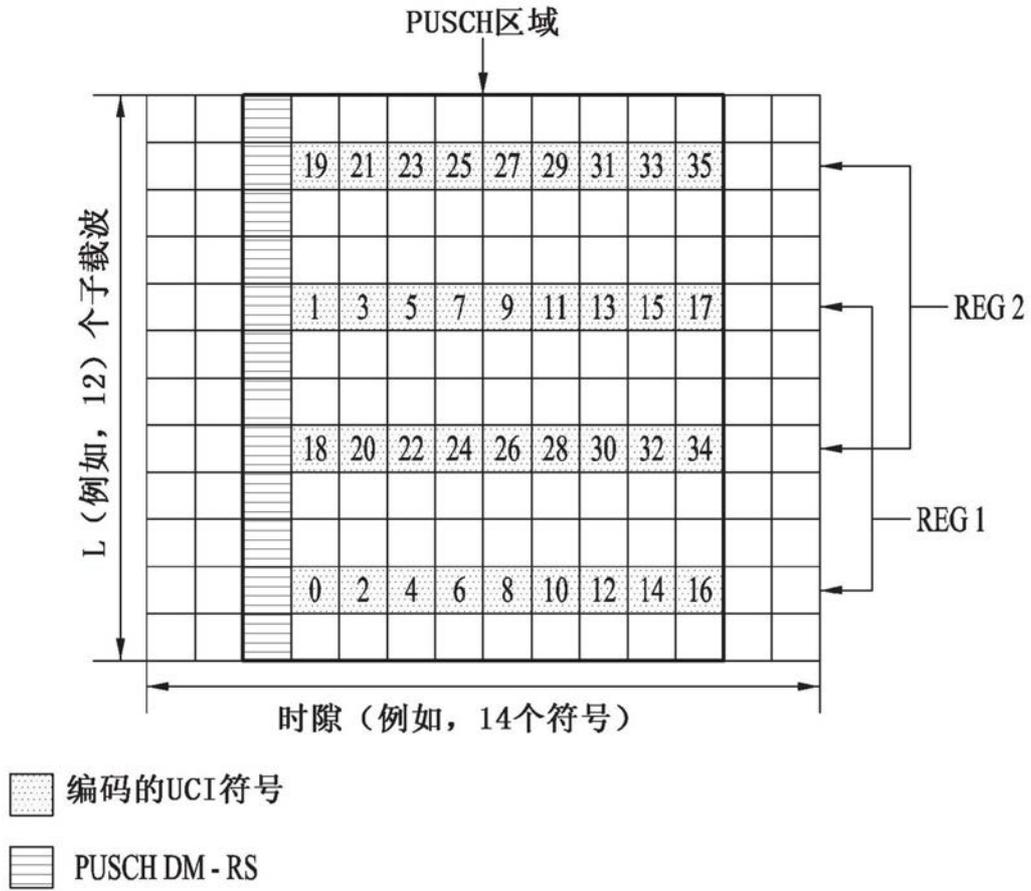 PUSCH区域
19 21 23 25 27 29 31 33 35
1 3 5 7 9 11 13 15 17
REG 2
L(例如, 12)个子载波
18 20 22 24 26 28 30 32 34
REG 1
0 2 4 6 8 10 12 14 16
时隙(例如, 14个符号)
编码的UCI符号
PUSCH DM - RS